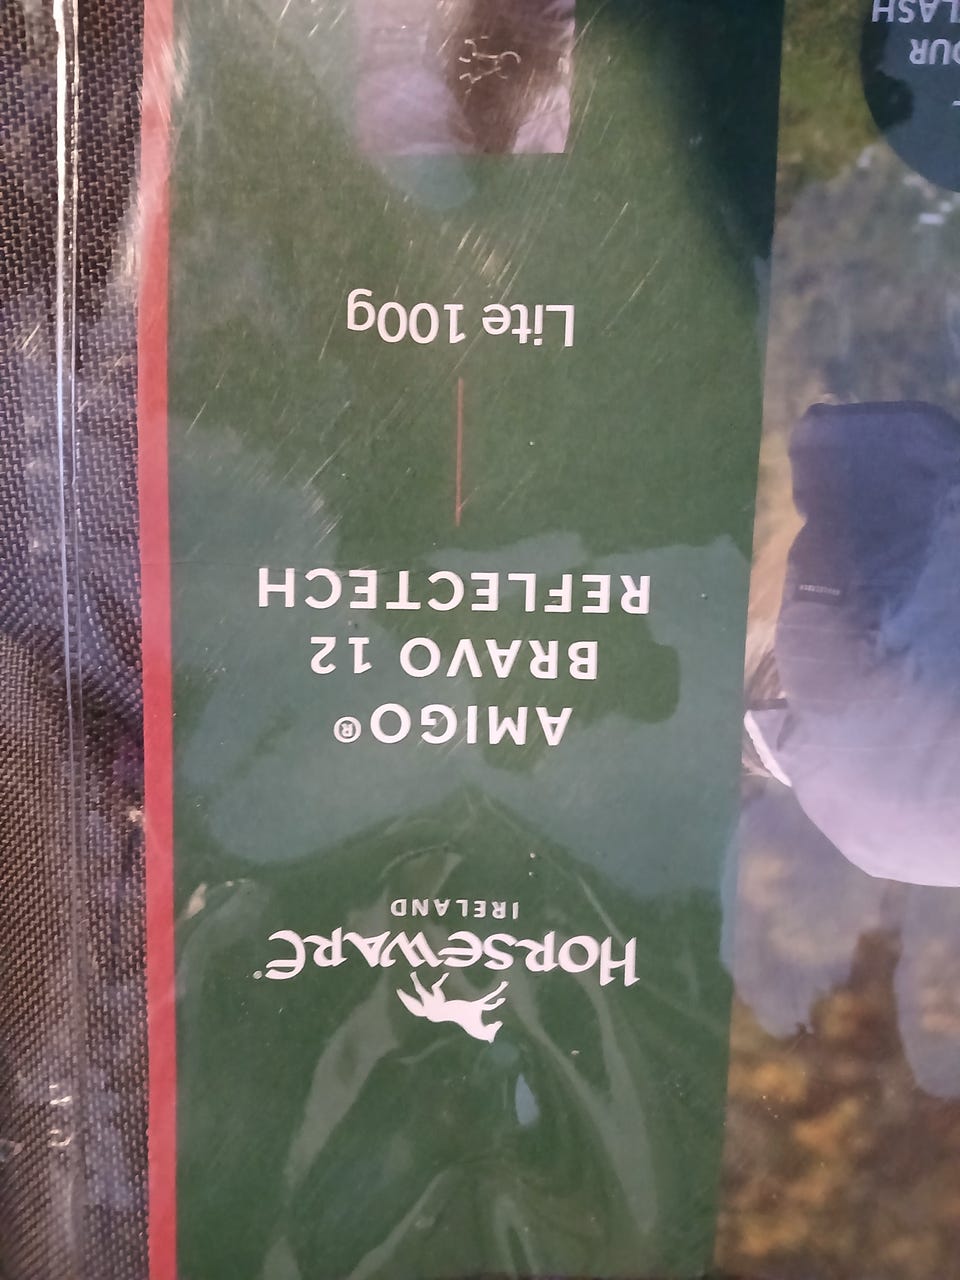 HORSEWARE®
IRELAND
AMIGO®
BRAVO 12
REFLECTECH
Lite 100g